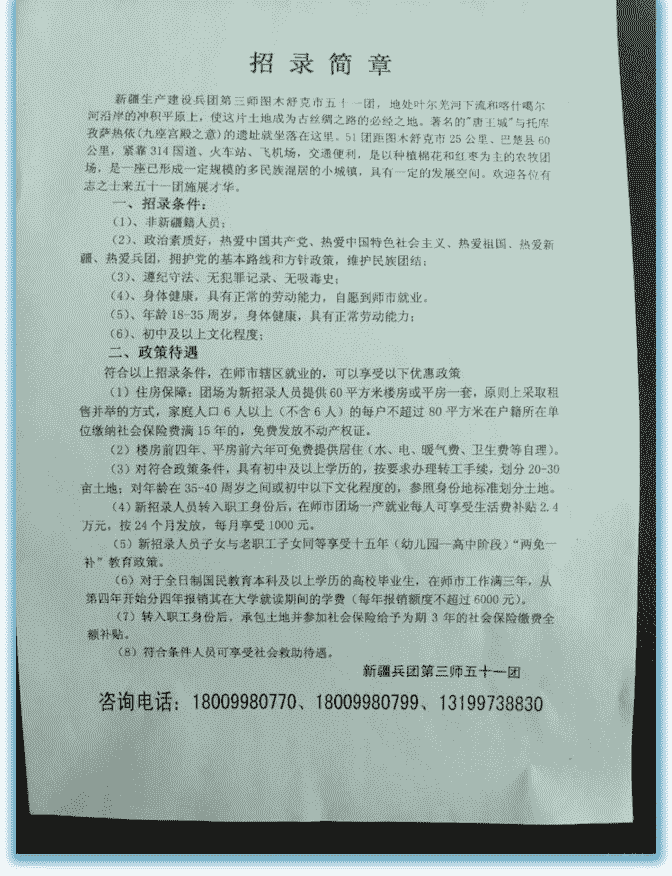 招录简章
新疆生产建设兵团第三师图木舒克市五十一团，地处叶尔羌河下流和喀什噶尔
河沿岸的冲积平原上，使这片土地成为古丝绸之路的必经之地。著名的"唐王城"与托库
孜萨热依(九座宫殿之意)的遗址就坐落在这里。51 团距图木舒克市 25 公里、巴楚县 60
公里，紧靠 314 国道、火车站、飞机场，交通便利，是以种植棉花和红枣为主的农牧团
场，是一座已形成一定规模的多民族混居的小城镇，具有一定的发展空间。欢迎各位有
志之士来五十一团施展才华。
一、招录条件：
（1）、非新疆籍人员；
（2）、政治素质好，热爱中国共产党、热爱中国特色社会主义、热爱祖国、热爱新
疆、热爱兵团，拥护党的基本路线和方针政策，维护民族团结；
（3）、遵纪守法、无犯罪记录、无吸毒史；
（4）、身体健康，具有正常的劳动能力，自愿到师市就业。
（5）、年龄 18-35 周岁，身体健康，具有正常劳动能力；
（6）、初中及以上文化程度；
二、政策待遇
符合以上招录条件，在师市辖区就业的，可以享受以下优惠政策
（1）住房保障：团场为新招录人员提供 60 平方米楼房或平房一套，原则上采取租
售并举的方式，家庭人口 6 人以上（不含 6 人）的每户不超过 80 平方米在户籍所在单
位缴纳社会保险费满 15 年的，免费发放不动产权证。
（2）楼房前四年、平房前六年可免费提供居住（水、电、暖气费、卫生费等自理）。
（3）对符合政策条件，具有初中及以上学历的，按要求办理转工手续，划分 20-30
亩土地；对年龄在 35-40 周岁之间或初中以下文化程度的，参照身份地标准划分土地。
（4）新招录人员转入职工身份后，在师市团场一产就业每人可享受生活费补贴 2.4
万元，按 24 个月发放，每月享受 1000 元。
（5）新招录人员子女与老职工子女同等享受十五年（幼儿园—高中阶段）“两免一
补”教育政策。
（6）对于全日制国民教育本科及以上学历的高校毕业生，在师市工作满三年，从
第四年开始分四年报销其在大学就读期间的学费（每年报销额度不超过 6000 元）。
（7）转入职工身份后，承包土地并参加社会保险给予为期 3 年的社会保险缴费全
额补贴。
（8）符合条件人员可享受社会救助待遇。
新疆兵团第三师五十一团
咨询电话：18009980770、18009980799、13199738830